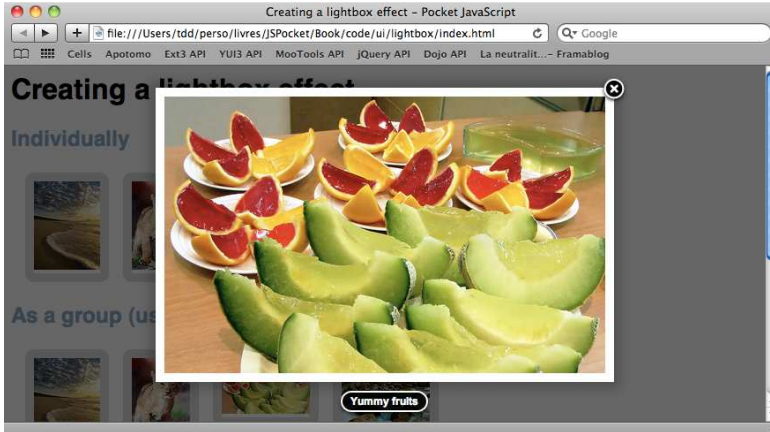 Creating a lightbox effect – Pocket JavaScript
file:///Users/tdd/perso/livres/JSPocket/Book/code/ui/lightbox/index.html
Google
Cells Apotomo Ext3 API YUI3 API MooTools API jQuery API Dojo API La neutralit...– Framablog
Creating a lightbox effect
Individually
As a group (us
Yummy fruits